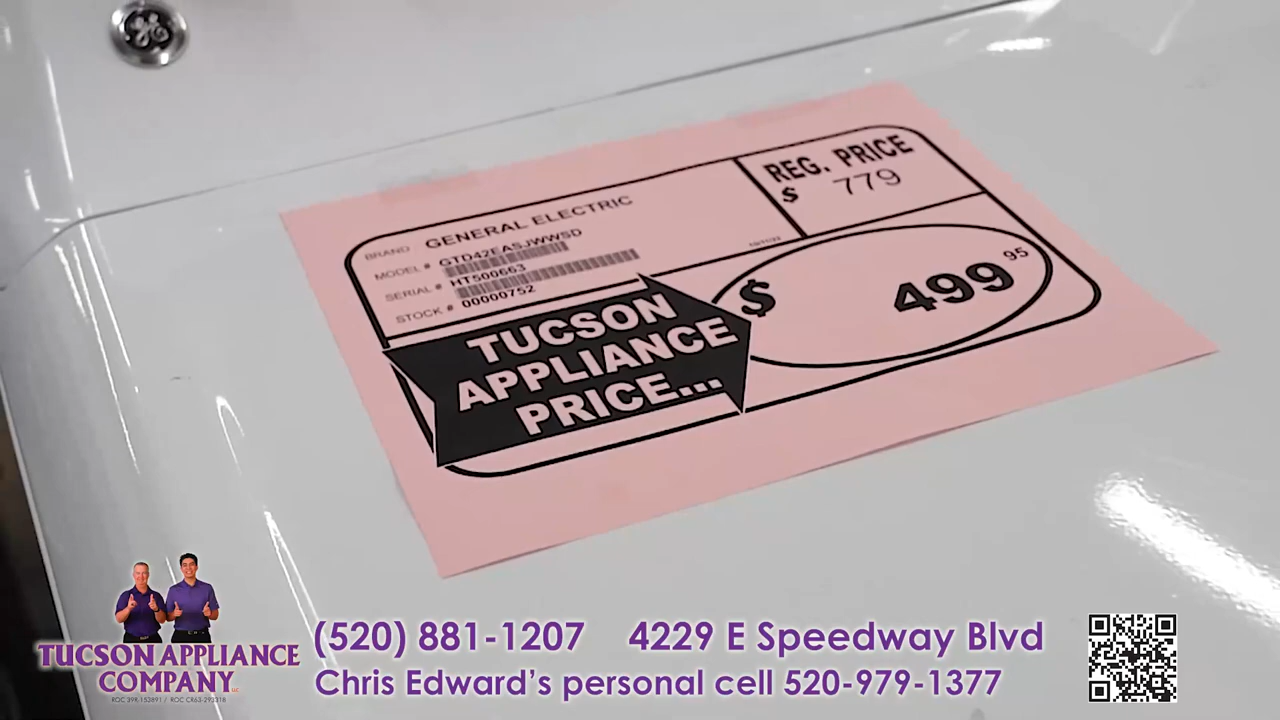 REG. PRICE
$ 779
BRAND GENERAL ELECTRIC
MODEL # GTD42EASJWWSD
SERIAL # HT500663
STOCK # 00000752
TUCSON
APPLIANCE
PRICE...
$ 499 95
TUCSON APPLIANCE
COMPANY LLC
(520) 881-1207 4229 E Speedway Blvd
Chris Edward's personal cell 520-979-1377